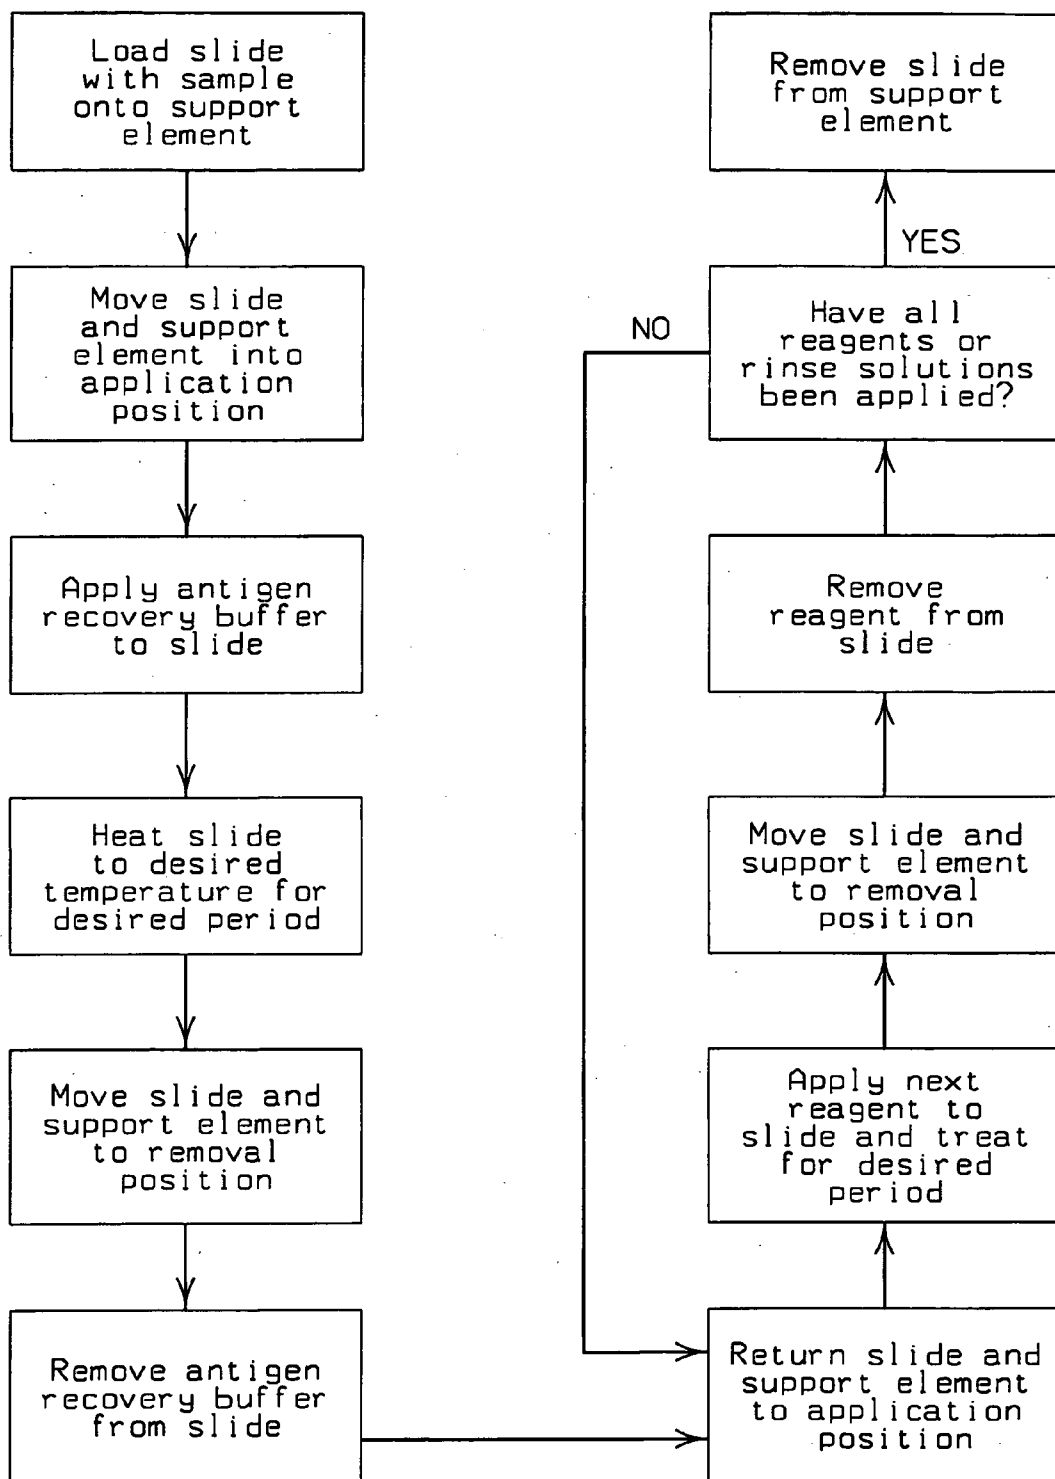 Load slide
with sample
onto support
element
Move slide
and support
element into
application
position
Apply antigen
recovery buffer
to slide
Heat slide
to desired
temperature for
desired period
Move slide and
support element
to removal
position
Remove antigen
recovery buffer
from slide
Return slide and
support element
to application
position
Apply next
reagent to
slide and treat
for desired
period
Move slide and
support element
to removal
position
Remove
reagent from
slide
Have all
reagents or
rinse solutions
been applied?
NO
YES
Remove slide
from support
element